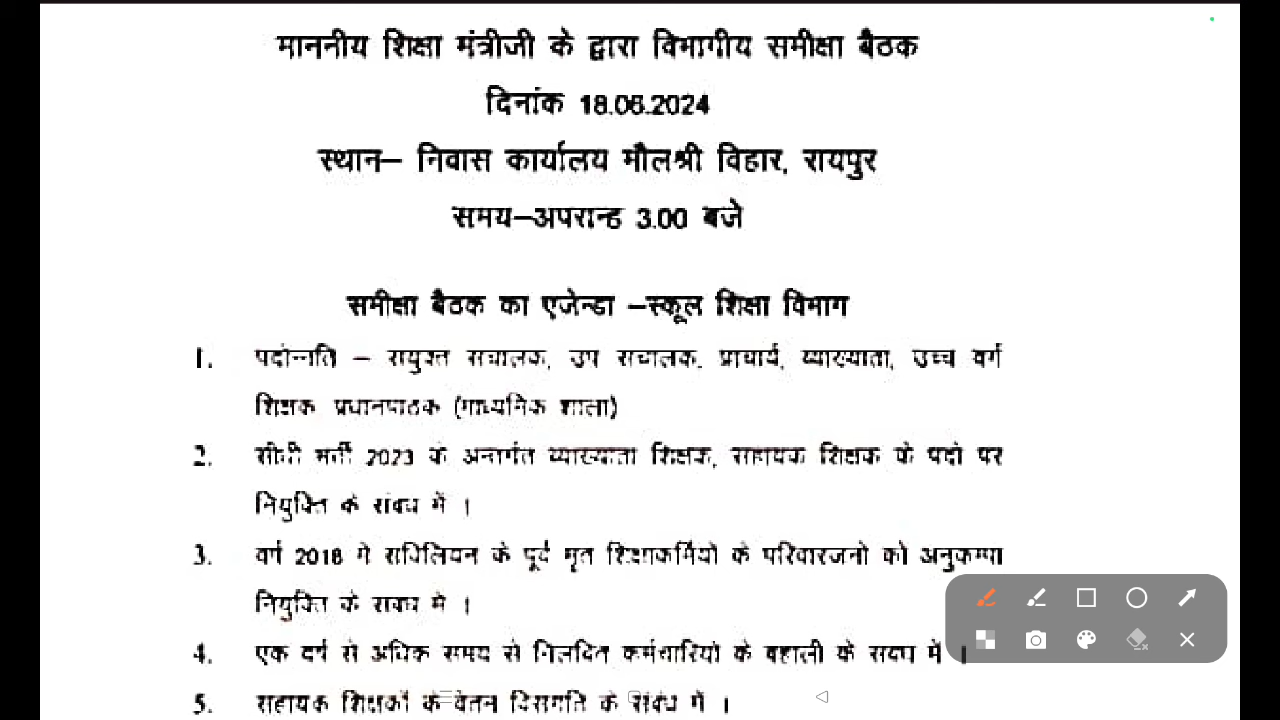 माननीय शिक्षा मंत्रीजी के द्वारा विभागीय समीक्षा बैठक
दिनांक 18.06.2024
स्थान– निवास कार्यालय मौलश्री विहार, रायपुर
समय–अपरान्ह 3.00 बजे
समीक्षा बैठक का एजेन्डा –स्कूल शिक्षा विभाग
1. पदोन्नति – संयुक्त संचालक, उप संचालक, प्राचार्य, व्याख्याता, उच्च वर्ग
शिक्षक प्रधानपाठक (माध्यमिक शाला)
2. सीधी भर्ती 2023 के अन्तर्गत व्याख्याता शिक्षक, सहायक शिक्षक के पदो पर
नियुक्ति के संबंध में ।
3. वर्ष 2018 मे संविलियन के पूर्व मृत शिक्षाकर्मियो के परिवारजनो को अनुकम्पा
नियुक्ति के संबंध मे ।
4. एक वर्ष से अधिक समय से निलंबित कर्मचारियो के बहाली के संबंध में ।
5. सहायक शिक्षकों के वेतन विसंगति के संबंध में ।